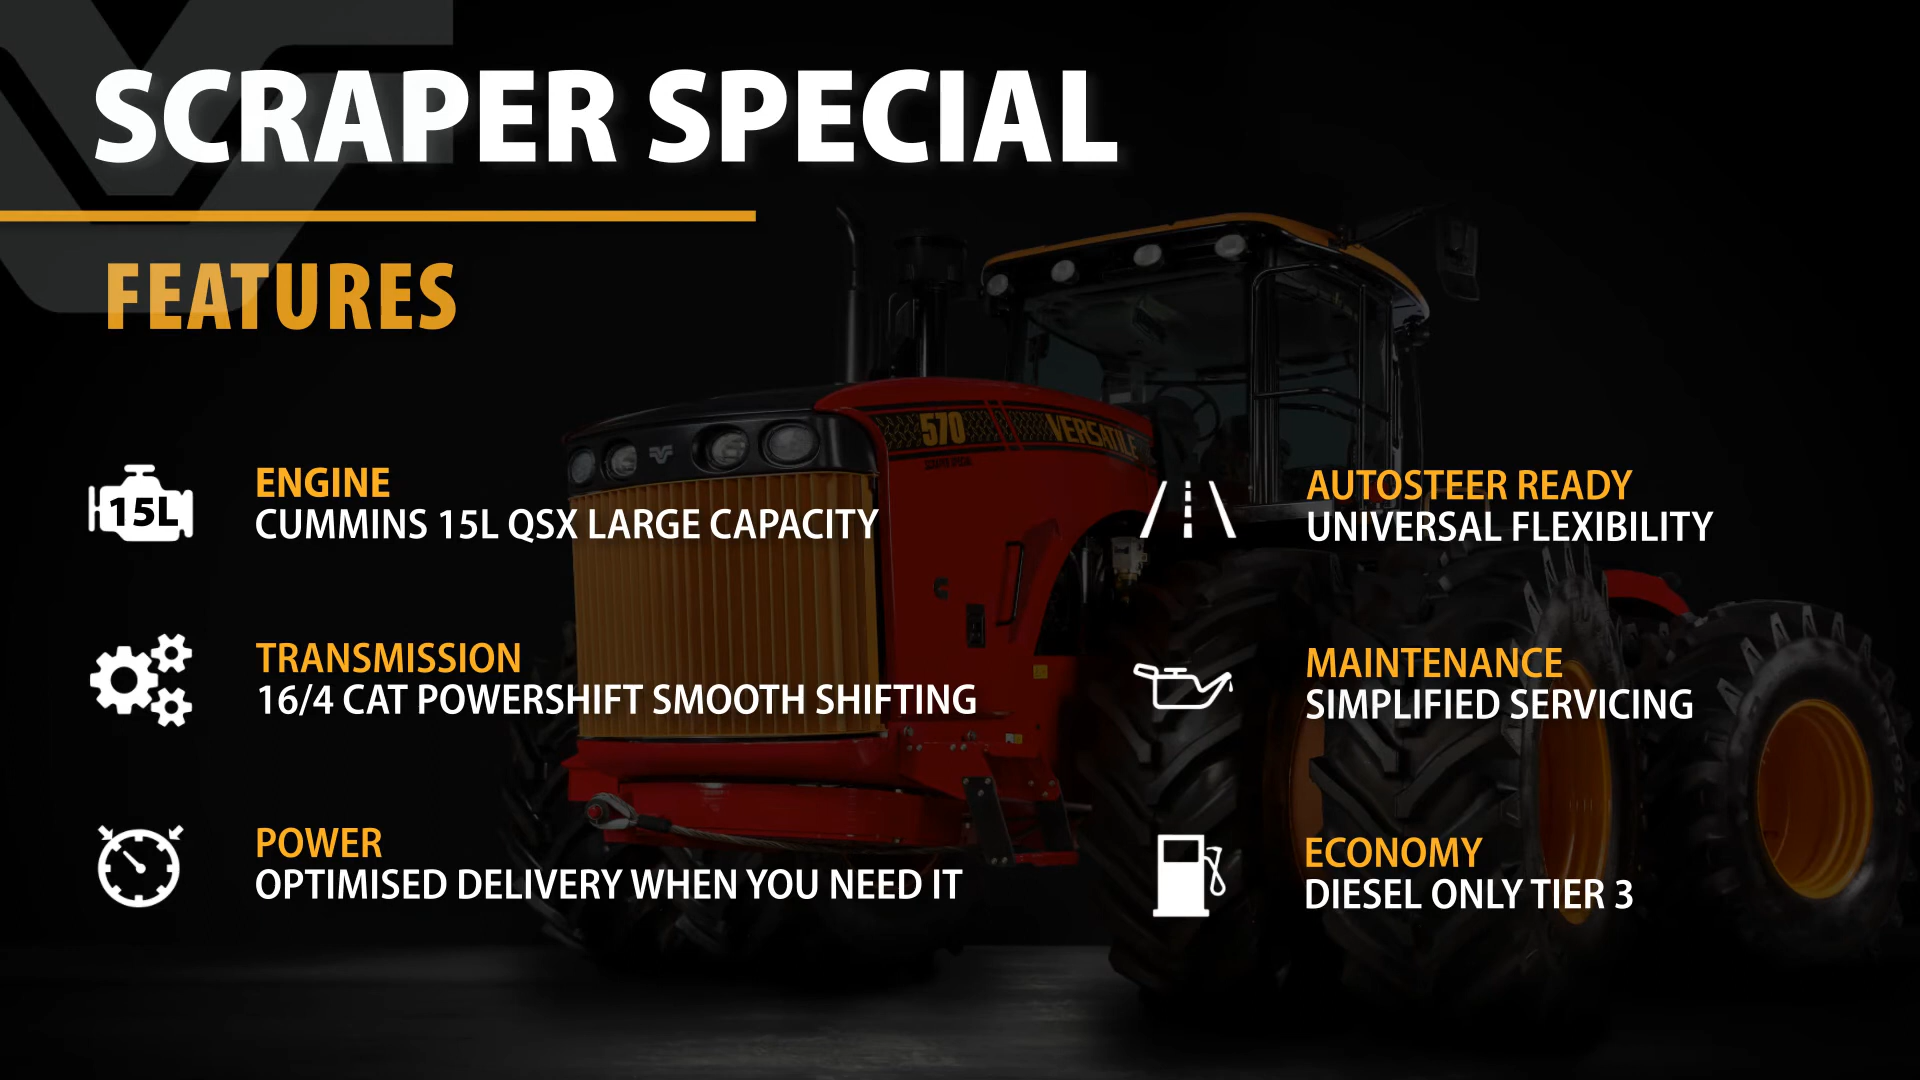 SCRAPER SPECIAL
FEATURES
15L
ENGINE
CUMMINS 15L QSX LARGE CAPACITY
TRANSMISSION
16/4 CAT POWERSHIFT SMOOTH SHIFTING
POWER
OPTIMISED DELIVERY WHEN YOU NEED IT
AUTOSTEER READY
UNIVERSAL FLEXIBILITY
MAINTENANCE
SIMPLIFIED SERVICING
ECONOMY
DIESEL ONLY TIER 3
570
VERSATILE